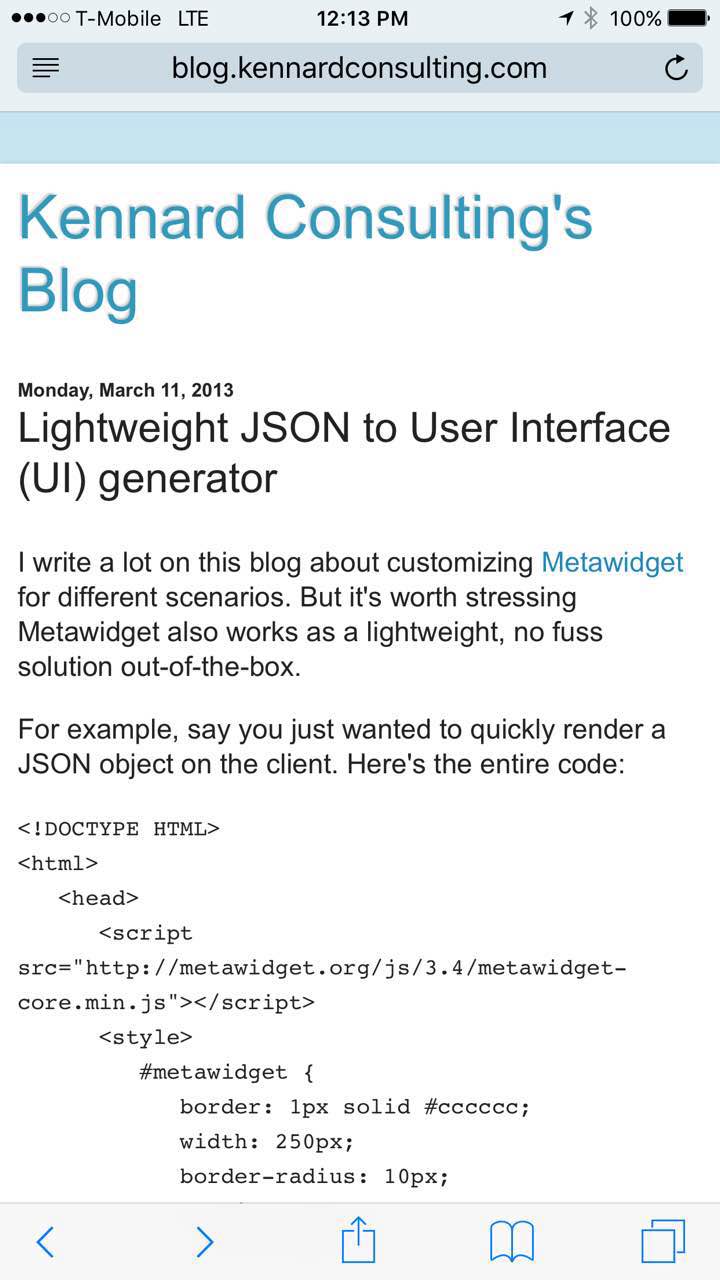 T-Mobile LTE 12:13 PM 100%
blog.kennardconsulting.com
Kennard Consulting's
Blog
Monday, March 11, 2013
Lightweight JSON to User Interface
(UI) generator
I write a lot on this blog about customizing Metawidget
for different scenarios. But it's worth stressing
Metawidget also works as a lightweight, no fuss
solution out-of-the-box.
For example, say you just wanted to quickly render a
JSON object on the client. Here's the entire code:
<!DOCTYPE HTML>
<html>
<head>
<script
src="http://metawidget.org/js/3.4/metawidget-
core.min.js"></script>
<style>
#metawidget {
border: 1px solid #cccccc;
width: 250px;
border-radius: 10px;